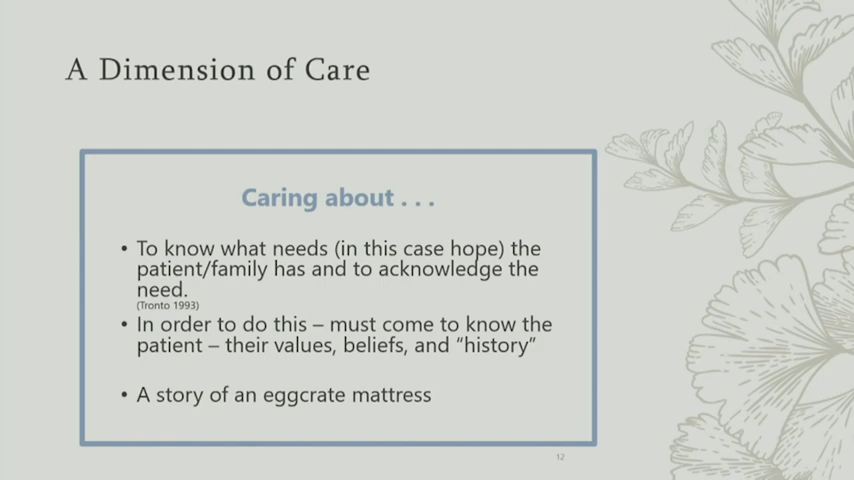 A Dimension of Care
Caring about . . .
• To know what needs (in this case hope) the
patient/family has and to acknowledge the
need.
(Tronto 1993)
• In order to do this – must come to know the
patient – their values, beliefs, and “history”
• A story of an eggcrate mattress
12